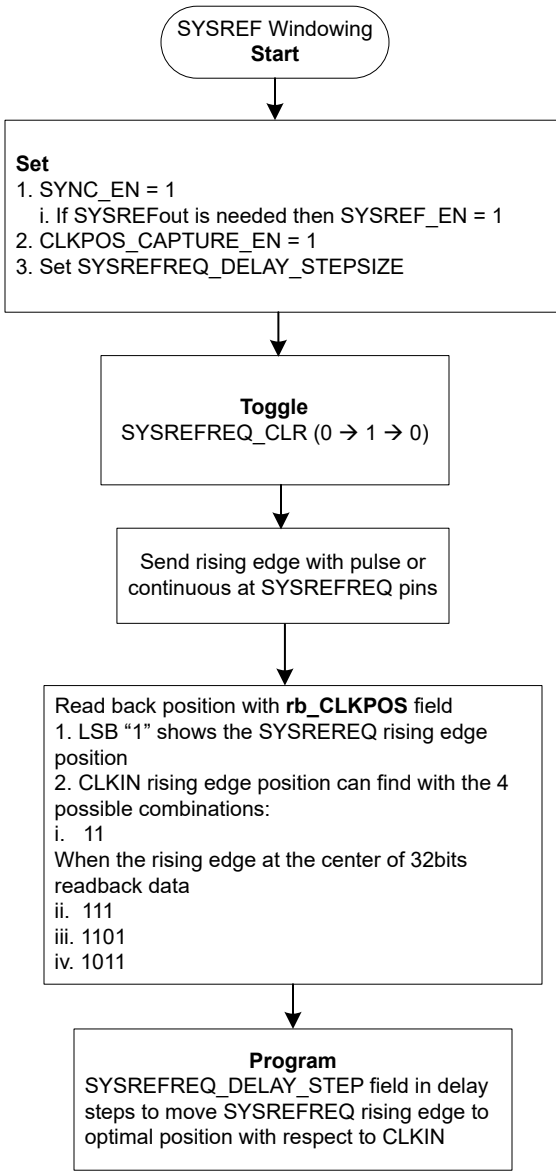 SYSREF Windowing
Start
Set
1. SYNC_EN = 1
i. If SYSREFout is needed then SYSREF_EN = 1
2. CLKPOS_CAPTURE_EN = 1
3. Set SYSREFREQ_DELAY_STEPSIZE
Toggle
SYSREFREQ_CLR (0 → 1 → 0)
Send rising edge with pulse or
continuous at SYSREFREQ pins
Read back position with rb_CLKPOS field
1. LSB “1” shows the SYSREREQ rising edge
position
2. CLKIN rising edge position can find with the 4
possible combinations:
i. 11
When the rising edge at the center of 32bits
readback data
ii. 111
iii. 1101
iv. 1011
Program
SYSREFREQ_DELAY_STEP field in delay
steps to move SYSREFREQ rising edge to
optimal position with respect to CLKIN